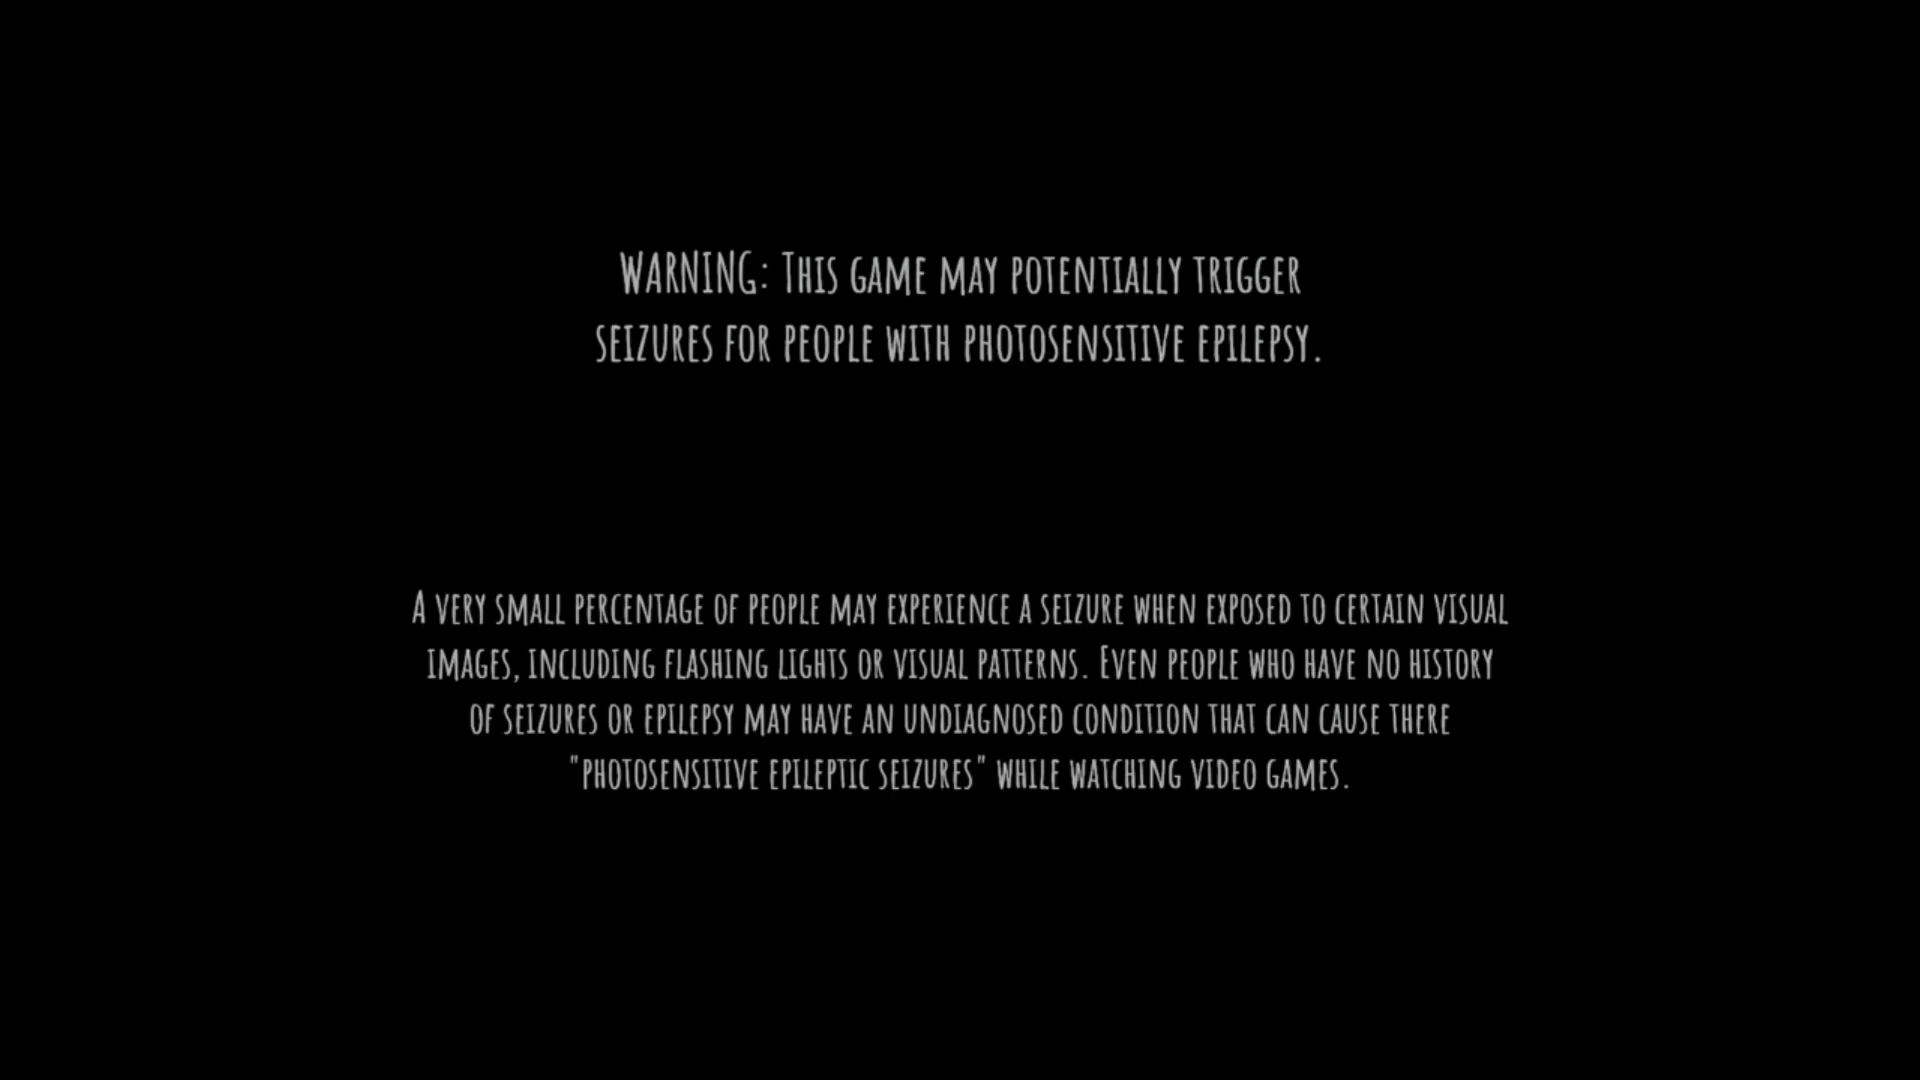 WARNING: This game may potentially trigger
seizures for people with photosensitive epilepsy.
A very small percentage of people may experience a seizure when exposed to certain visual
images, including flashing lights or visual patterns. Even people who have no history
of seizures or epilepsy may have an undiagnosed condition that can cause there
"photosensitive epileptic seizures" while watching video games.